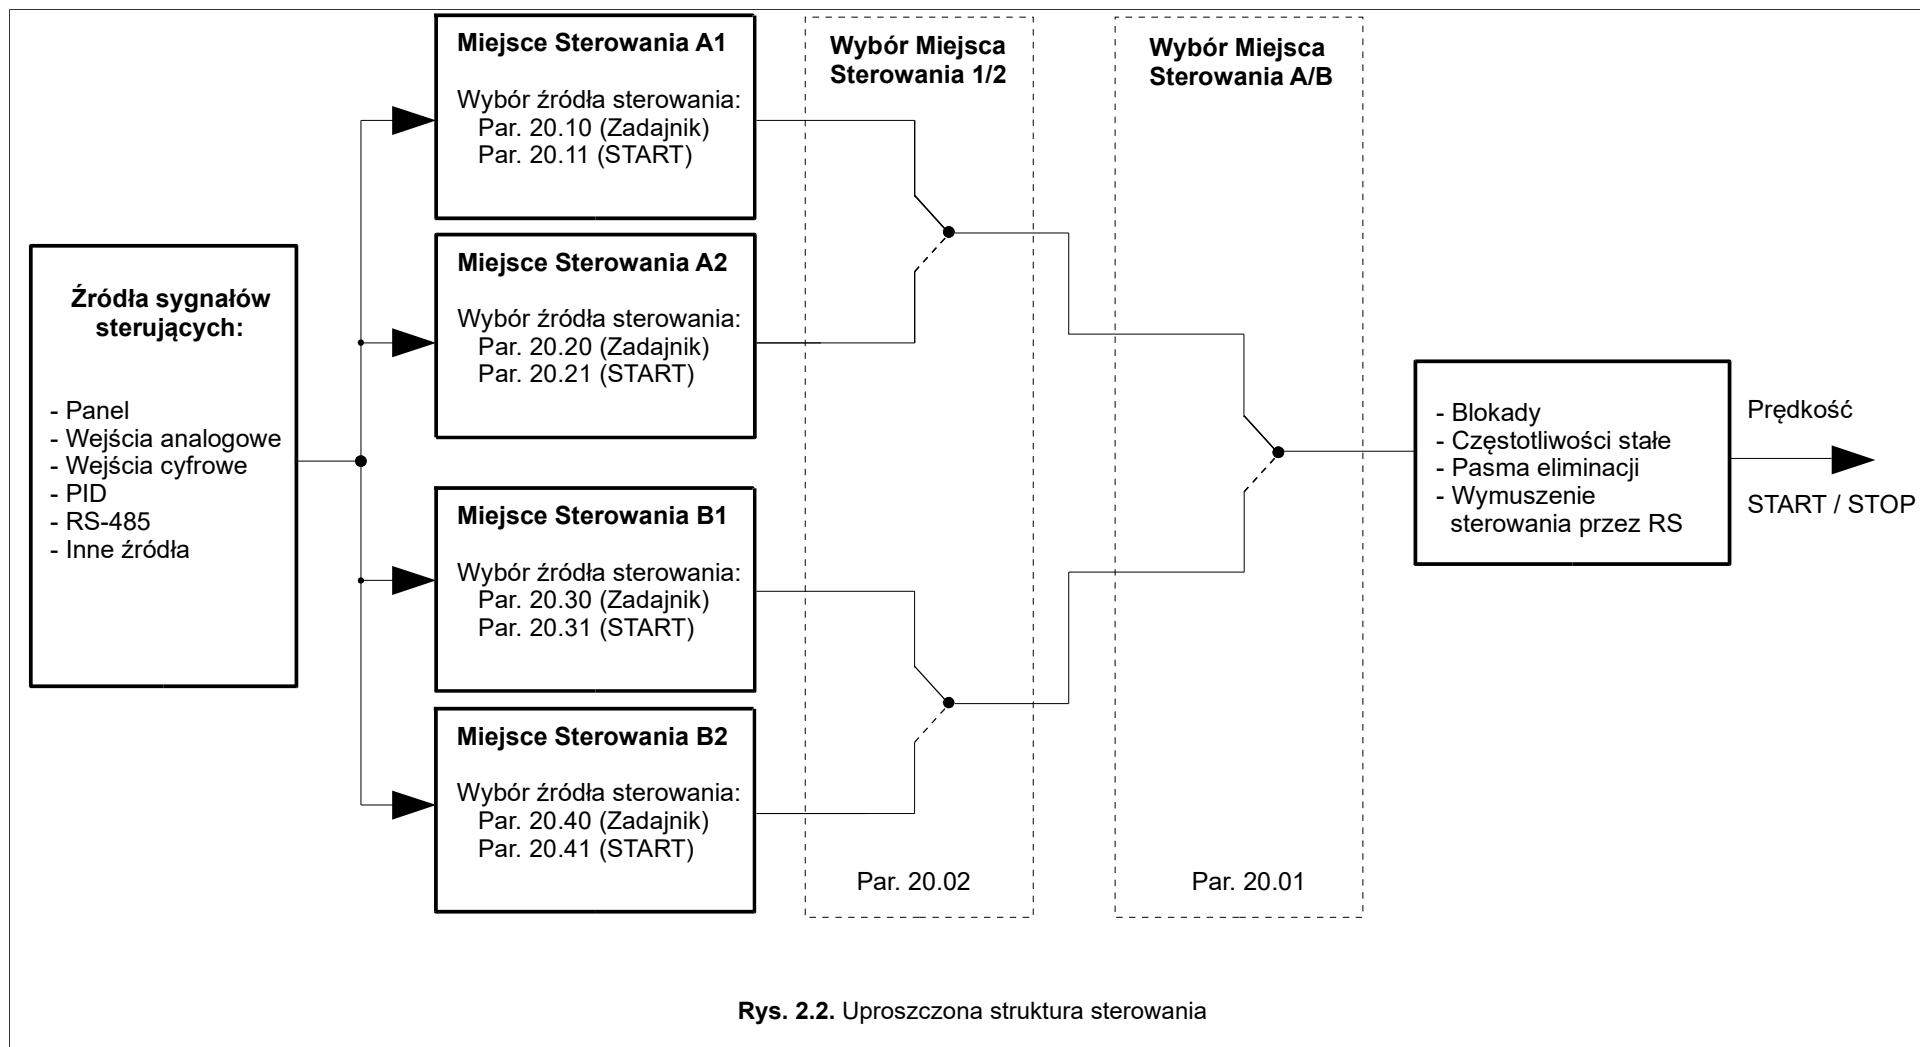 Źródła sygnałów
sterujących:
- Panel
- Wejścia analogowe
- Wejścia cyfrowe
- PID
- RS-485
- Inne źródła
Miejsce Sterowania A1
Wybór źródła sterowania:
Par. 20.10 (Zadajnik)
Par. 20.11 (START)
Miejsce Sterowania A2
Wybór źródła sterowania:
Par. 20.20 (Zadajnik)
Par. 20.21 (START)
Miejsce Sterowania B1
Wybór źródła sterowania:
Par. 20.30 (Zadajnik)
Par. 20.31 (START)
Miejsce Sterowania B2
Wybór źródła sterowania:
Par. 20.40 (Zadajnik)
Par. 20.41 (START)
Wybór Miejsca
Sterowania 1/2
Par. 20.02
Wybór Miejsca
Sterowania A/B
Par. 20.01
- Blokady
- Częstotliwości stałe
- Pasma eliminacji
- Wymuszenie
sterowania przez RS
Prędkość
START / STOP
Rys. 2.2. Uproszczona struktura sterowania